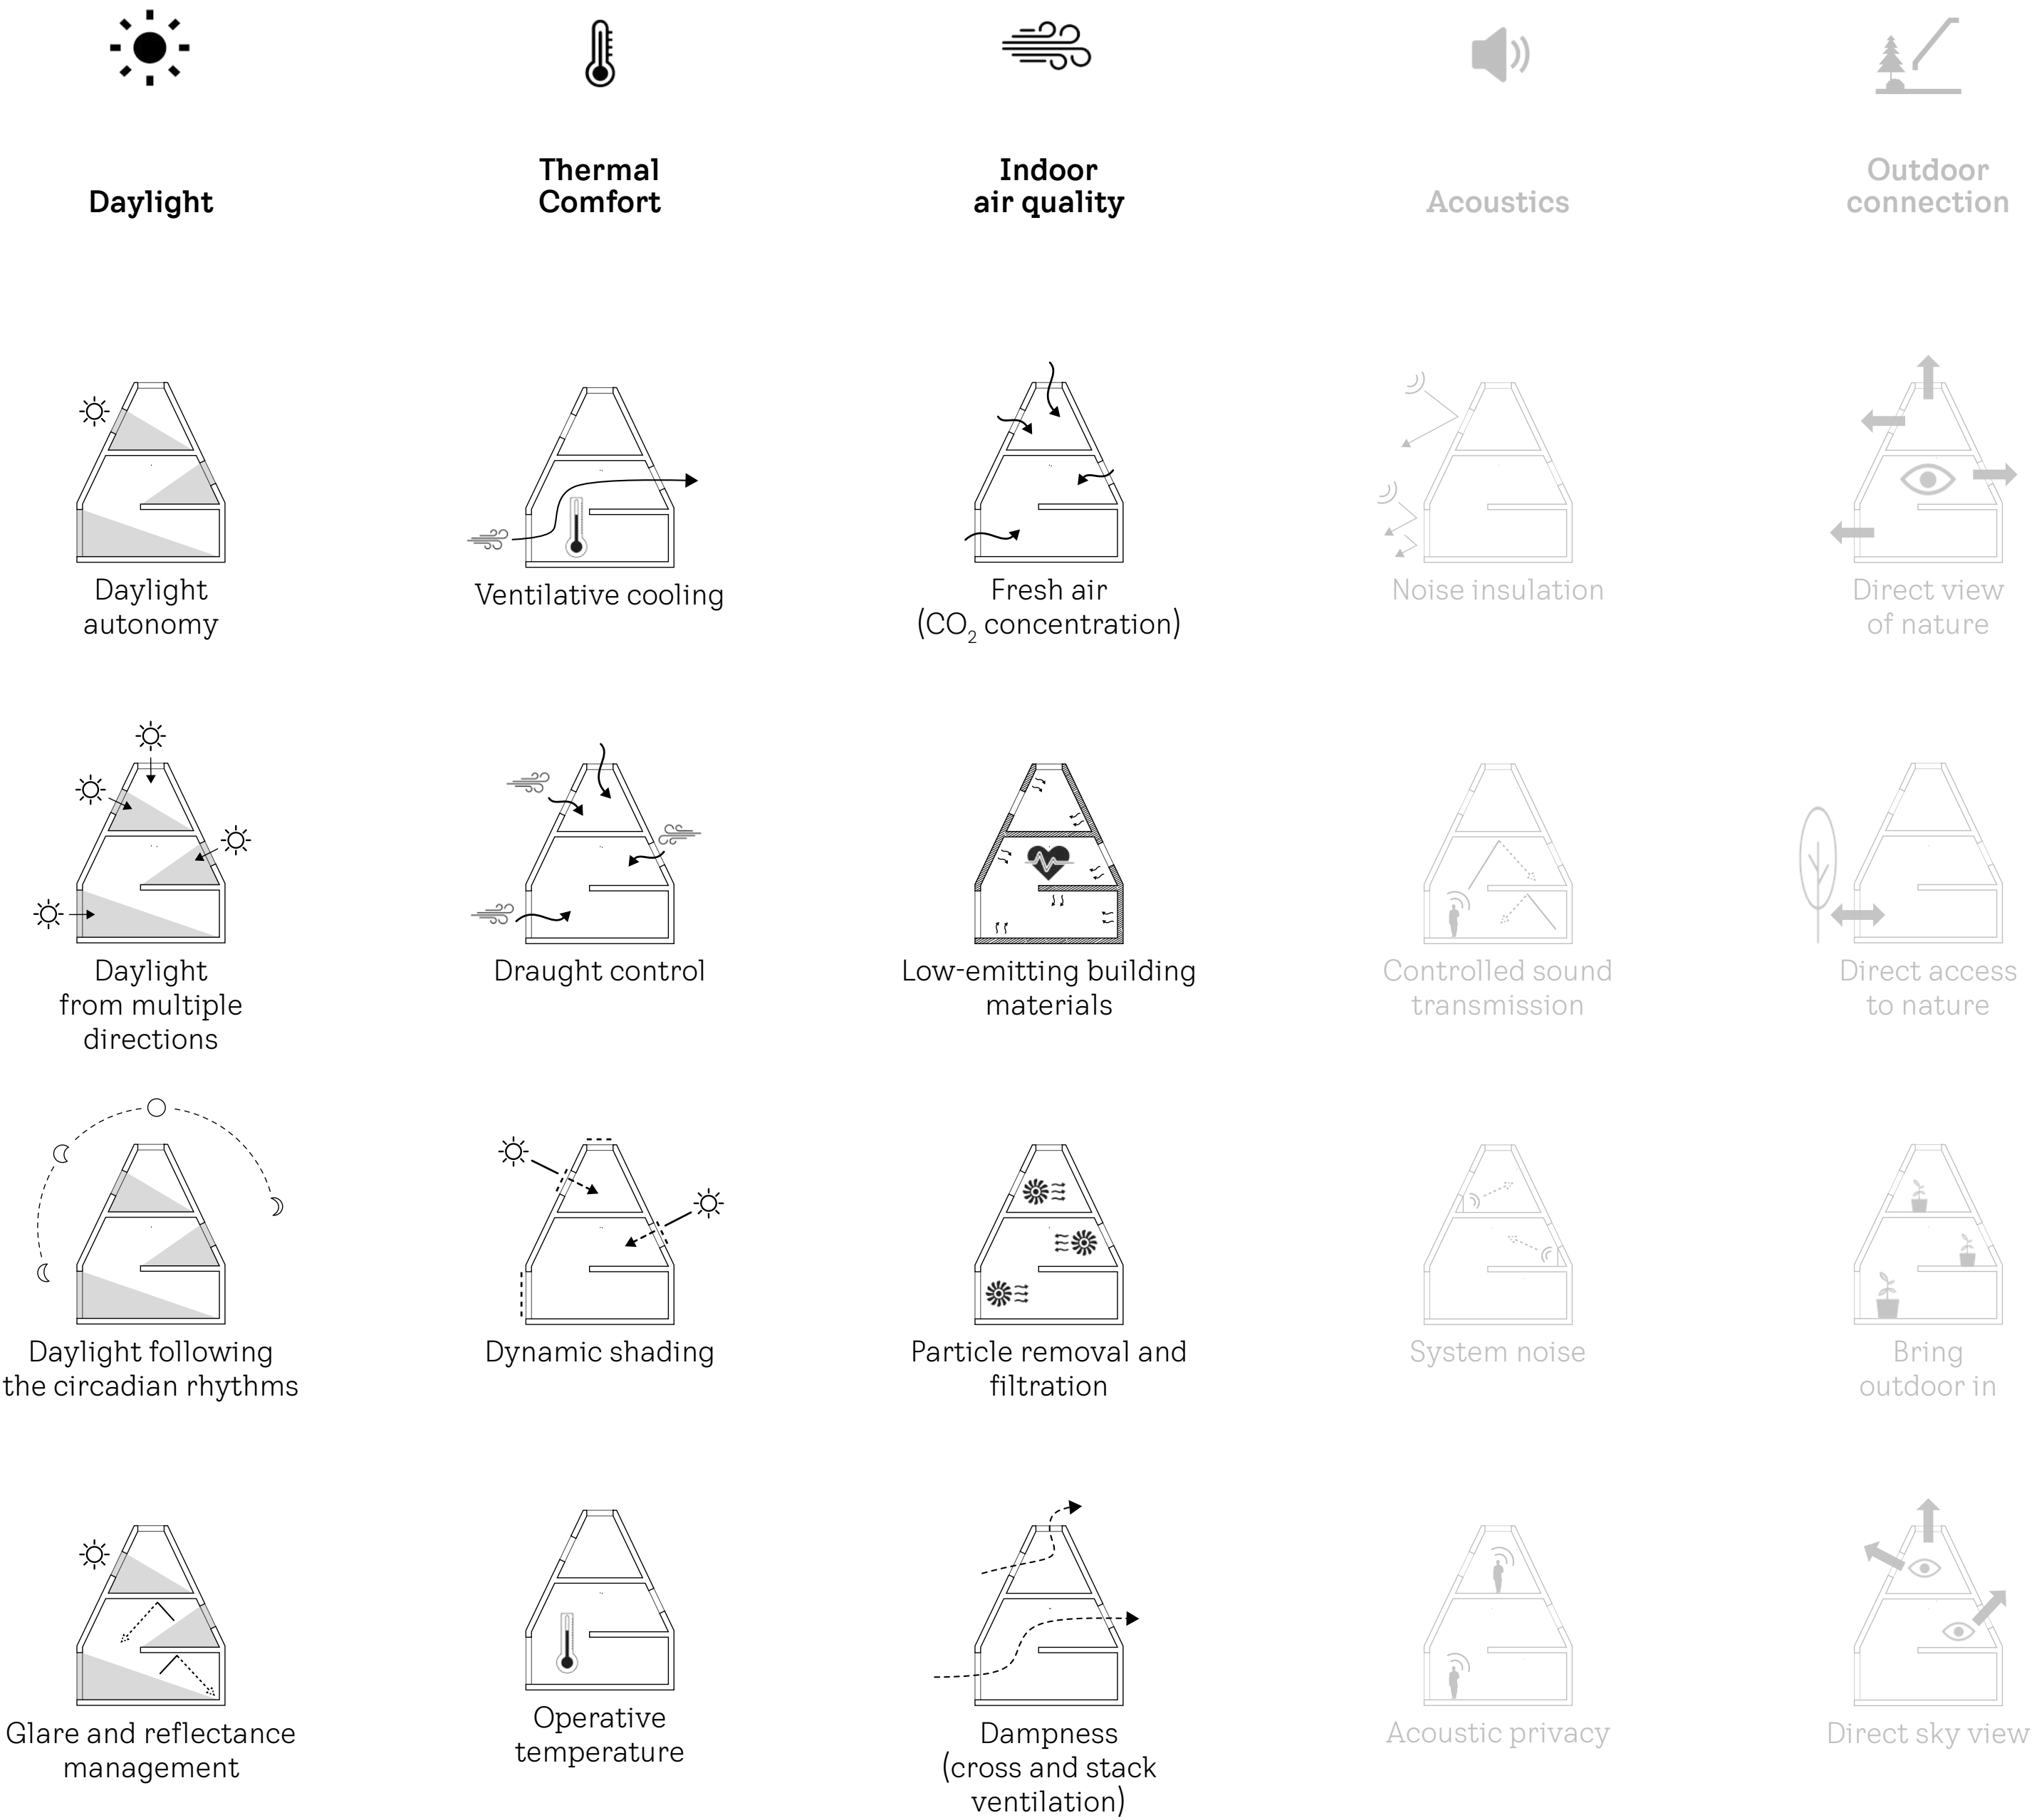 Daylight
Thermal
Comfort
Indoor
air quality
Acoustics
Outdoor
connection
Daylight
autonomy
Ventilative cooling
Fresh air
(CO₂ concentration)
Noise insulation
Direct view
of nature
Daylight
from multiple
directions
Draught control
Low-emitting building
materials
Controlled sound
transmission
Direct access
to nature
Daylight following
the circadian rhythms
Dynamic shading
Particle removal and
filtration
System noise
Bring
outdoor in
Glare and reflectance
management
Operative
temperature
Dampness
(cross and stack
ventilation)
Acoustic privacy
Direct sky view